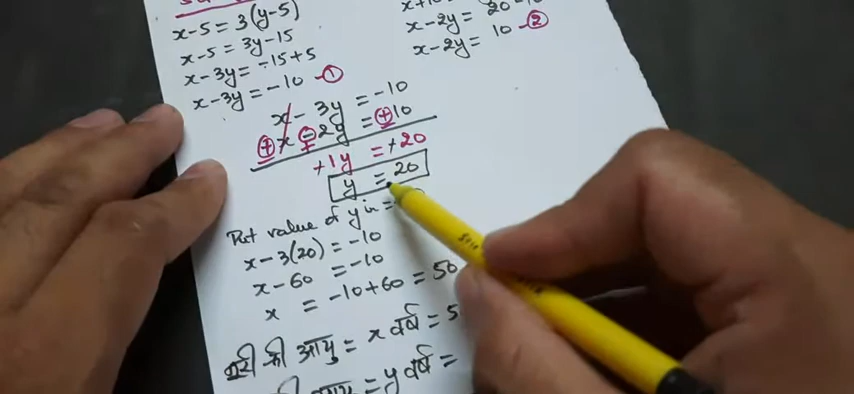 x-5=3(y-5)
x-5=3y-15
x-3y=-15+5
x-3y=-10 -①
x-2y=
x-2y= 10 -②
x-3y=-10
x 2y = 10
+1y = +20
y = 20
Put value of y in =
x-3(20)=-10
x-60 =-10
x =-10+60=50
की आयु = x वर्ष = 5
= y वर्ष =